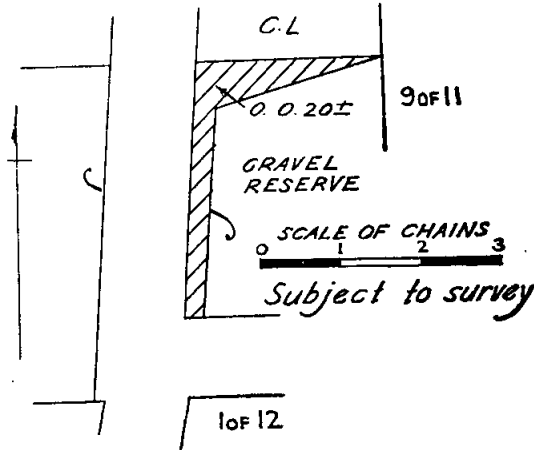 C.L
9 OF 11
0. 0. 20±
GRAVEL
RESERVE
SCALE OF CHAINS
0 1 2 3
Subject to survey
1 OF 12